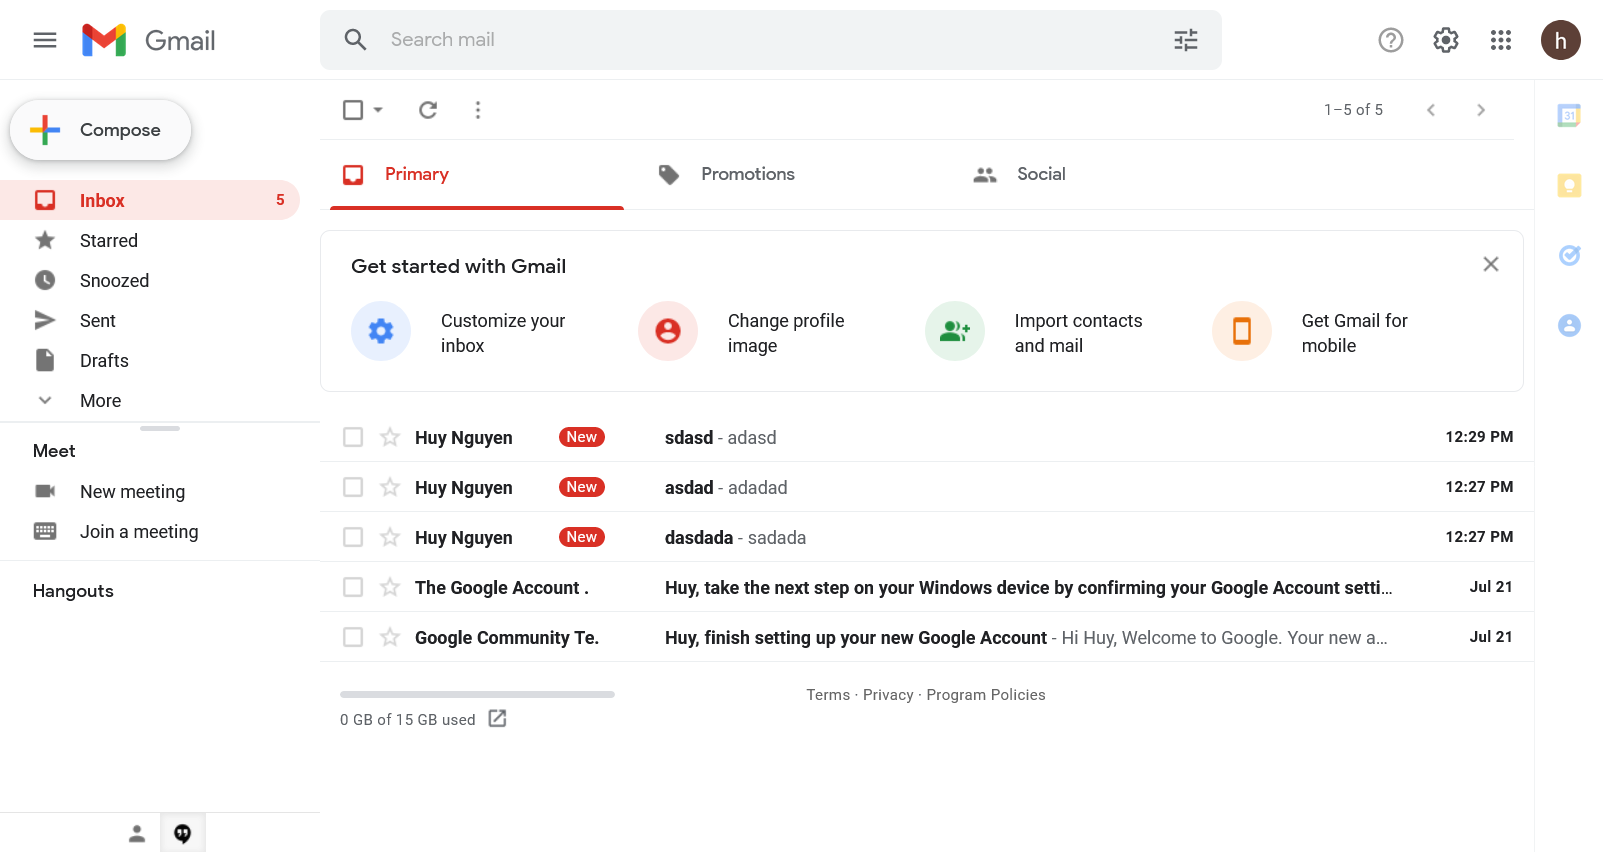 Gmail
Search mail
h
Compose
1–5 of 5
31
Primary
Promotions
Social
Inbox 5
Starred
Snoozed
Sent
Drafts
More
Get started with Gmail
Customize your
inbox
Change profile
image
Import contacts
and mail
Get Gmail for
mobile
Meet
New meeting
Join a meeting
Hangouts
Huy Nguyen New sdasd - adasd 12:29 PM
Huy Nguyen New asdad - adadad 12:27 PM
Huy Nguyen New dasdada - sadada 12:27 PM
The Google Account . Huy, take the next step on your Windows device by confirming your Google Account setti... Jul 21
Google Community Te. Huy, finish setting up your new Google Account - Hi Huy, Welcome to Google. Your new a... Jul 21
Terms · Privacy · Program Policies
0 GB of 15 GB used